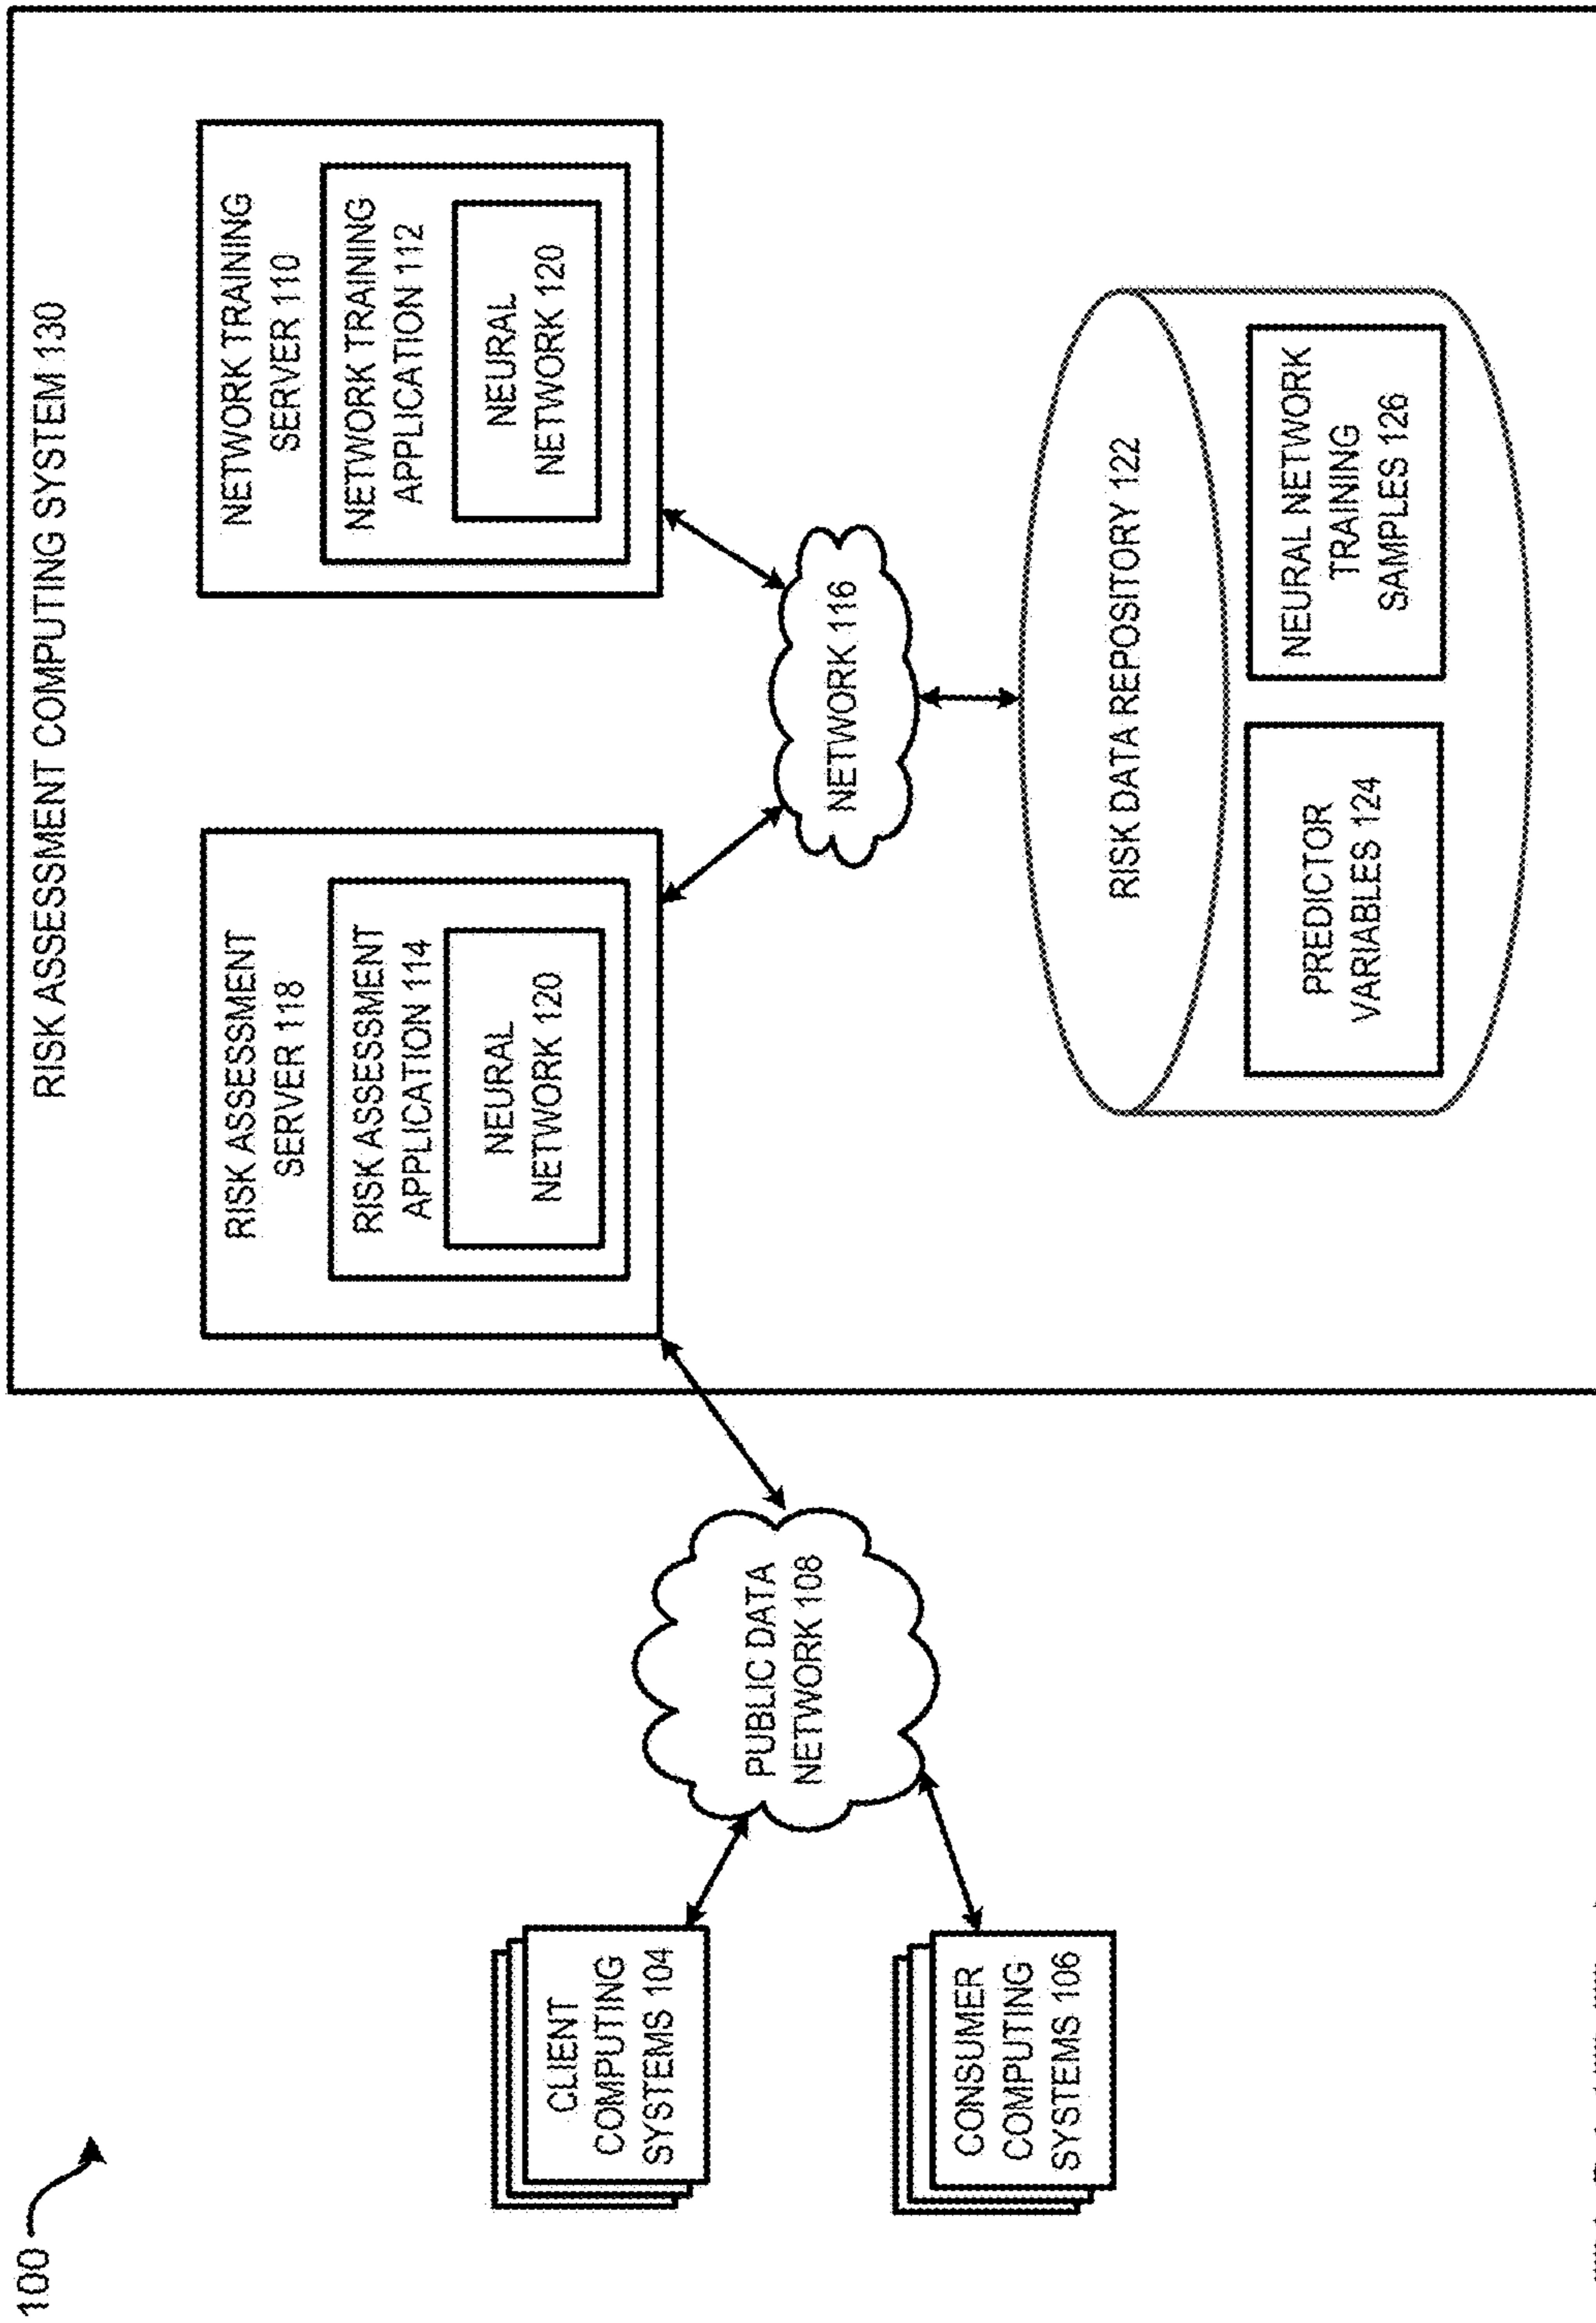 100
RISK ASSESSMENT COMPUTING SYSTEM 130
RISK ASSESSMENT
SERVER 118
RISK ASSESSMENT
APPLICATION 114
NEURAL
NETWORK 120
NETWORK TRAINING
SERVER 110
NETWORK TRAINING
APPLICATION 112
NEURAL
NETWORK 120
CLIENT
COMPUTING
SYSTEMS 104
PUBLIC DATA
NETWORK 108
NETWORK 116
CONSUMER
COMPUTING
SYSTEMS 106
RISK DATA REPOSITORY 122
PREDICTOR
VARIABLES 124
NEURAL NETWORK
TRAINING
SAMPLES 126